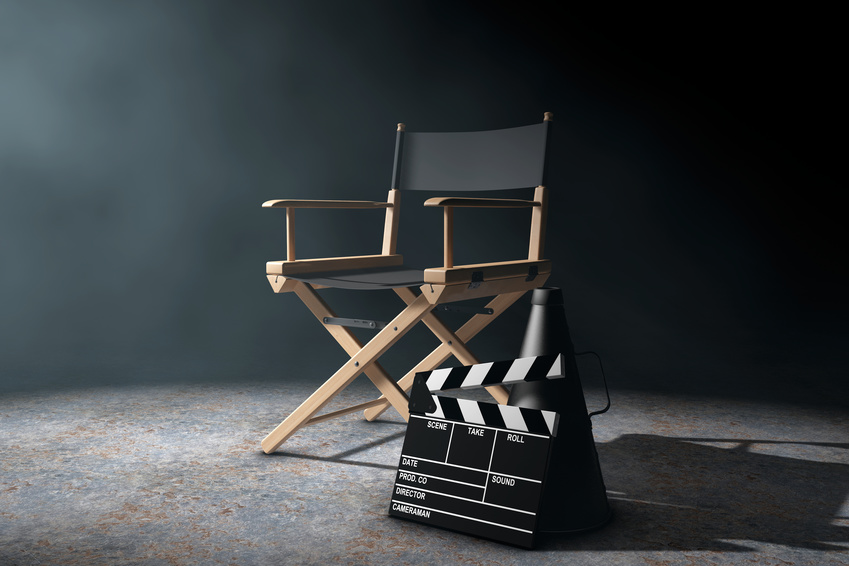 SCENE TAKE ROLL
DATE
PROD. CO SOUND
DIRECTOR
CAMERAMAN